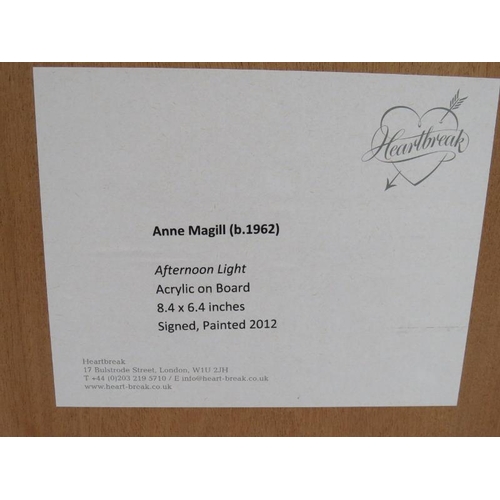 Heartbreak
Anne Magill (b.1962)
Afternoon Light
Acrylic on Board
8.4 x 6.4 inches
Signed, Painted 2012
Heartbreak
17 Bulstrode Street, London, W1U 2JH
T +44 (0)203 219 5710 / E info@heart-break.co.uk
www.heart-break.co.uk